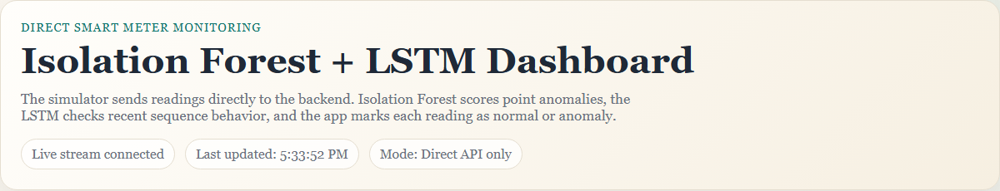 DIRECT SMART METER MONITORING
Isolation Forest + LSTM Dashboard
The simulator sends readings directly to the backend. Isolation Forest scores point anomalies, the
LSTM checks recent sequence behavior, and the app marks each reading as normal or anomaly.
Live stream connected
Last updated: 5:33:52 PM
Mode: Direct API only